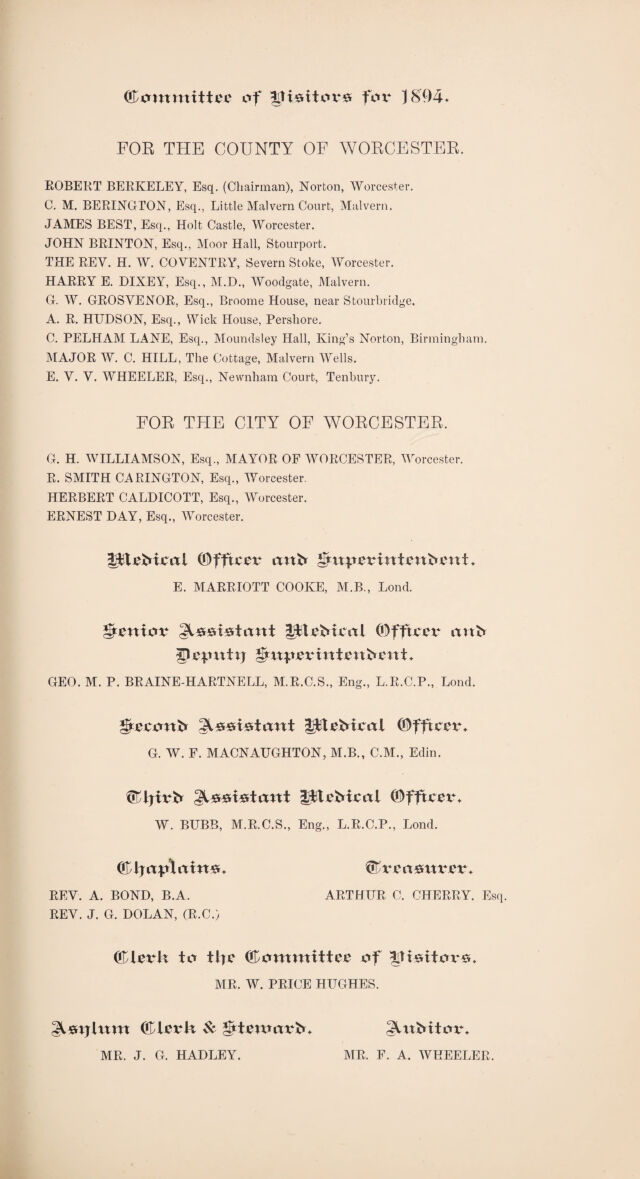 Committee of Visitors for 1894.
FOR THE COUNTY OF WORCESTER.
ROBERT BERKELEY, Esq. (Chairman), Norton, Worcester.
C. M. BERINGTON, Esq., Little Malvern Court, Malvern.
JAMES BEST, Esq., Holt Castle, Worcester.
JOHN BRINTON, Esq., Moor Hall, Stourport.
THE REV. H. W. COVENTRY, Severn Stoke, Worcester.
HARRY E. DIXEY, Esq., M.D., Woodgate, Malvern.
G. W. GROSVENOR, Esq., Broome House, near Stourbridge.
A. R. HUDSON, Esq., Wick House, Pershore.
C. PELHAM LANE, Esq., Moundsley Hall, King's Norton, Birmingham.
MAJOR W. C. HILL, The Cottage, Malvern Wells.
E. V. V. WHEELER, Esq., Newnham Court, Tenbury.
FOR THE CITY OF WORCESTER.
G. H. WILLIAMSON, Esq., MAYOR OF WORCESTER, Worcester.
R. SMITH CARINGTON, Esq., Worcester.
HERBERT CALDICOTT, Esq., Worcester.
ERNEST DAY, Esq., Worcester.
Medical Officer and Superintendent.
E. MARRIOTT COOKE, M.B., Lond.
Senior Assistant Medical Officer and
Deputy Superintendent.
GEO. M. P. BRAINE-HARTNELL, M.R.C.S., Eng., L.R.C.P., Lond.
Second Assistant Medical Officer.
G. W. F. MACNAUGHTON, M.B., C.M., Edin.
Third Assistant Medical Officer.
W. BUBB, M.R.C.S., Eng., L.R.C.P., Lond.
Chaplains.
REV. A. BOND, B.A.
REV. J. G. DOLAN, (R.C.)
Treasurer.
ARTHUR C. CHERRY. Esq.
Clerk to the Committee of Visitors.
MR. W. PRICE HUGHES.
Asylum Clerk & Steward.
MR. J. G. HADLEY.
Auditor.
MR. F. A. WHEELER.